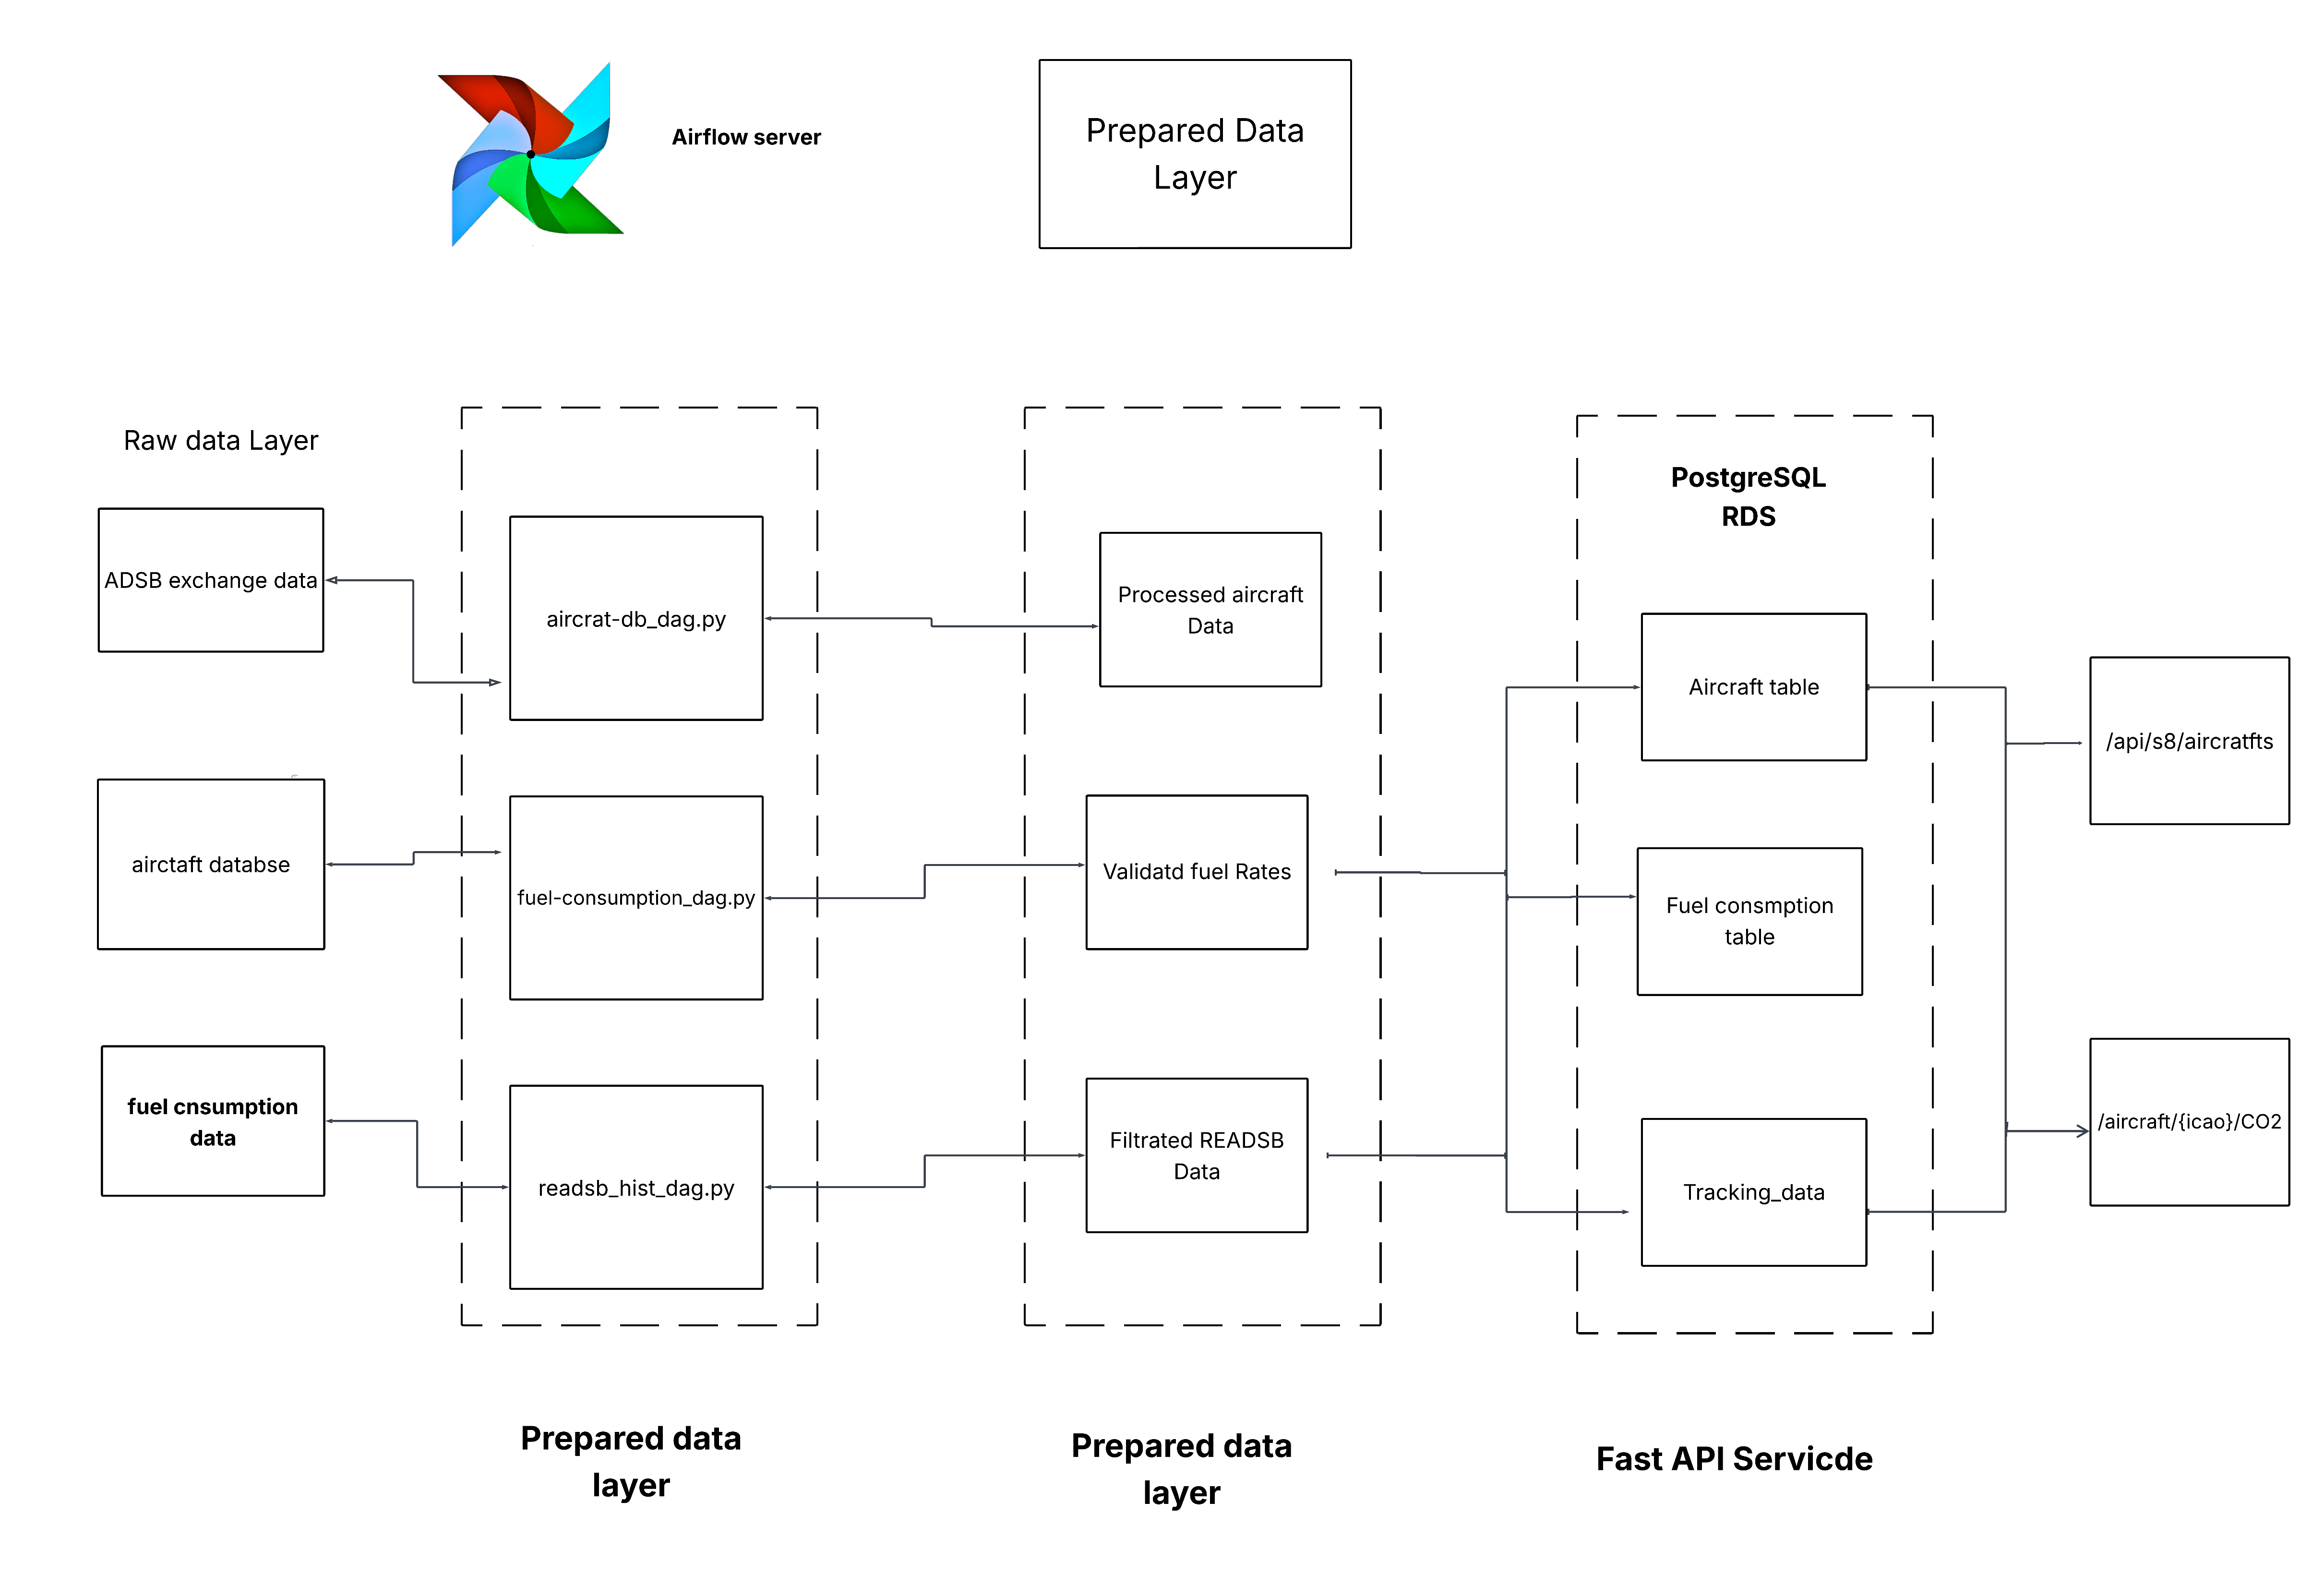 Airflow server
Prepared Data
Layer
Raw data Layer
ADSB exchange data
airctaft databse
fuel cnsumption
data
aircrat-db_dag.py
fuel-consumption_dag.py
readsb_hist_dag.py
Prepared data
layer
Processed aircraft
Data
Validatd fuel Rates
Filtrated READSB
Data
Prepared data
layer
PostgreSQL
RDS
Aircraft table
Fuel consmption
table
Tracking_data
Fast API Servicde
/api/s8/aircratfts
/aircraft/{icao}/CO2